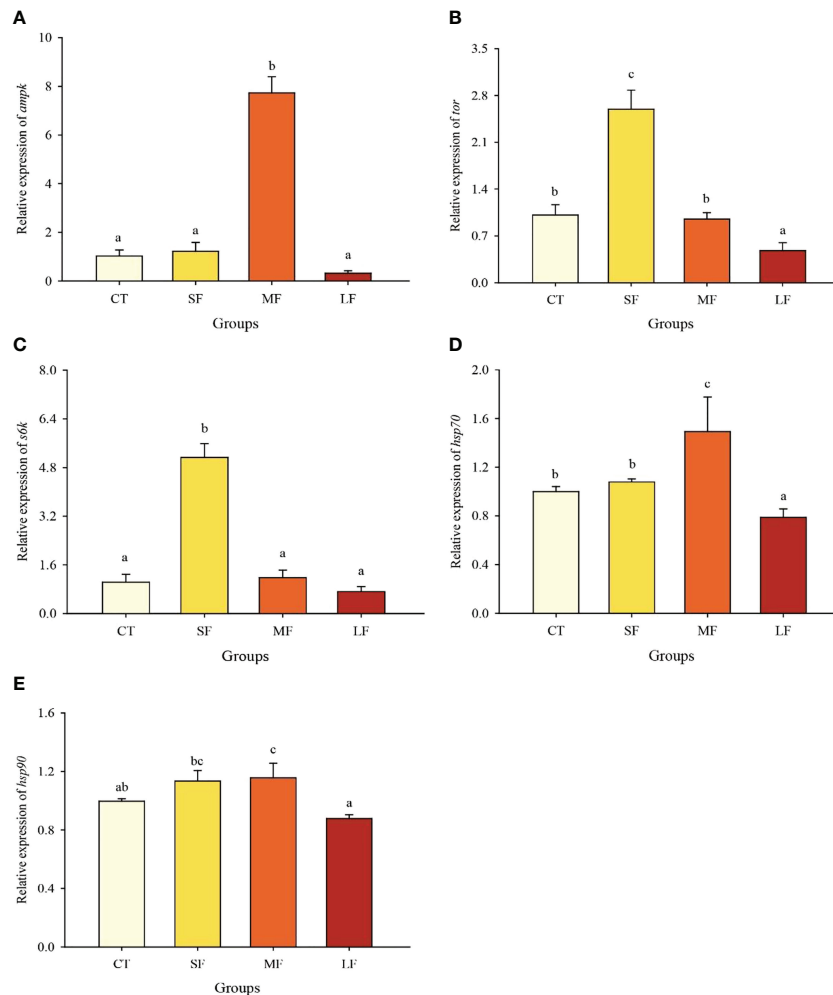 A
Relative expression of ampk
10
8
6
4
2
0
a
a
b
a
CT SF MF LF
Groups
B
Relative expression of tor
3.5
2.8
2.1
1.4
0.7
0.0
b
c
b
a
CT SF MF LF
Groups
C
Relative expression of s6k
8.0
6.4
4.8
3.2
1.6
0.0
a
b
a
a
CT SF MF LF
Groups
D
Relative expression of hsp70
2.0
1.6
1.2
0.8
0.4
0.0
b
b
c
a
CT SF MF LF
Groups
E
Relative expression of hsp90
1.6
1.2
0.8
0.4
0.0
ab
bc
c
a
CT SF MF LF
Groups